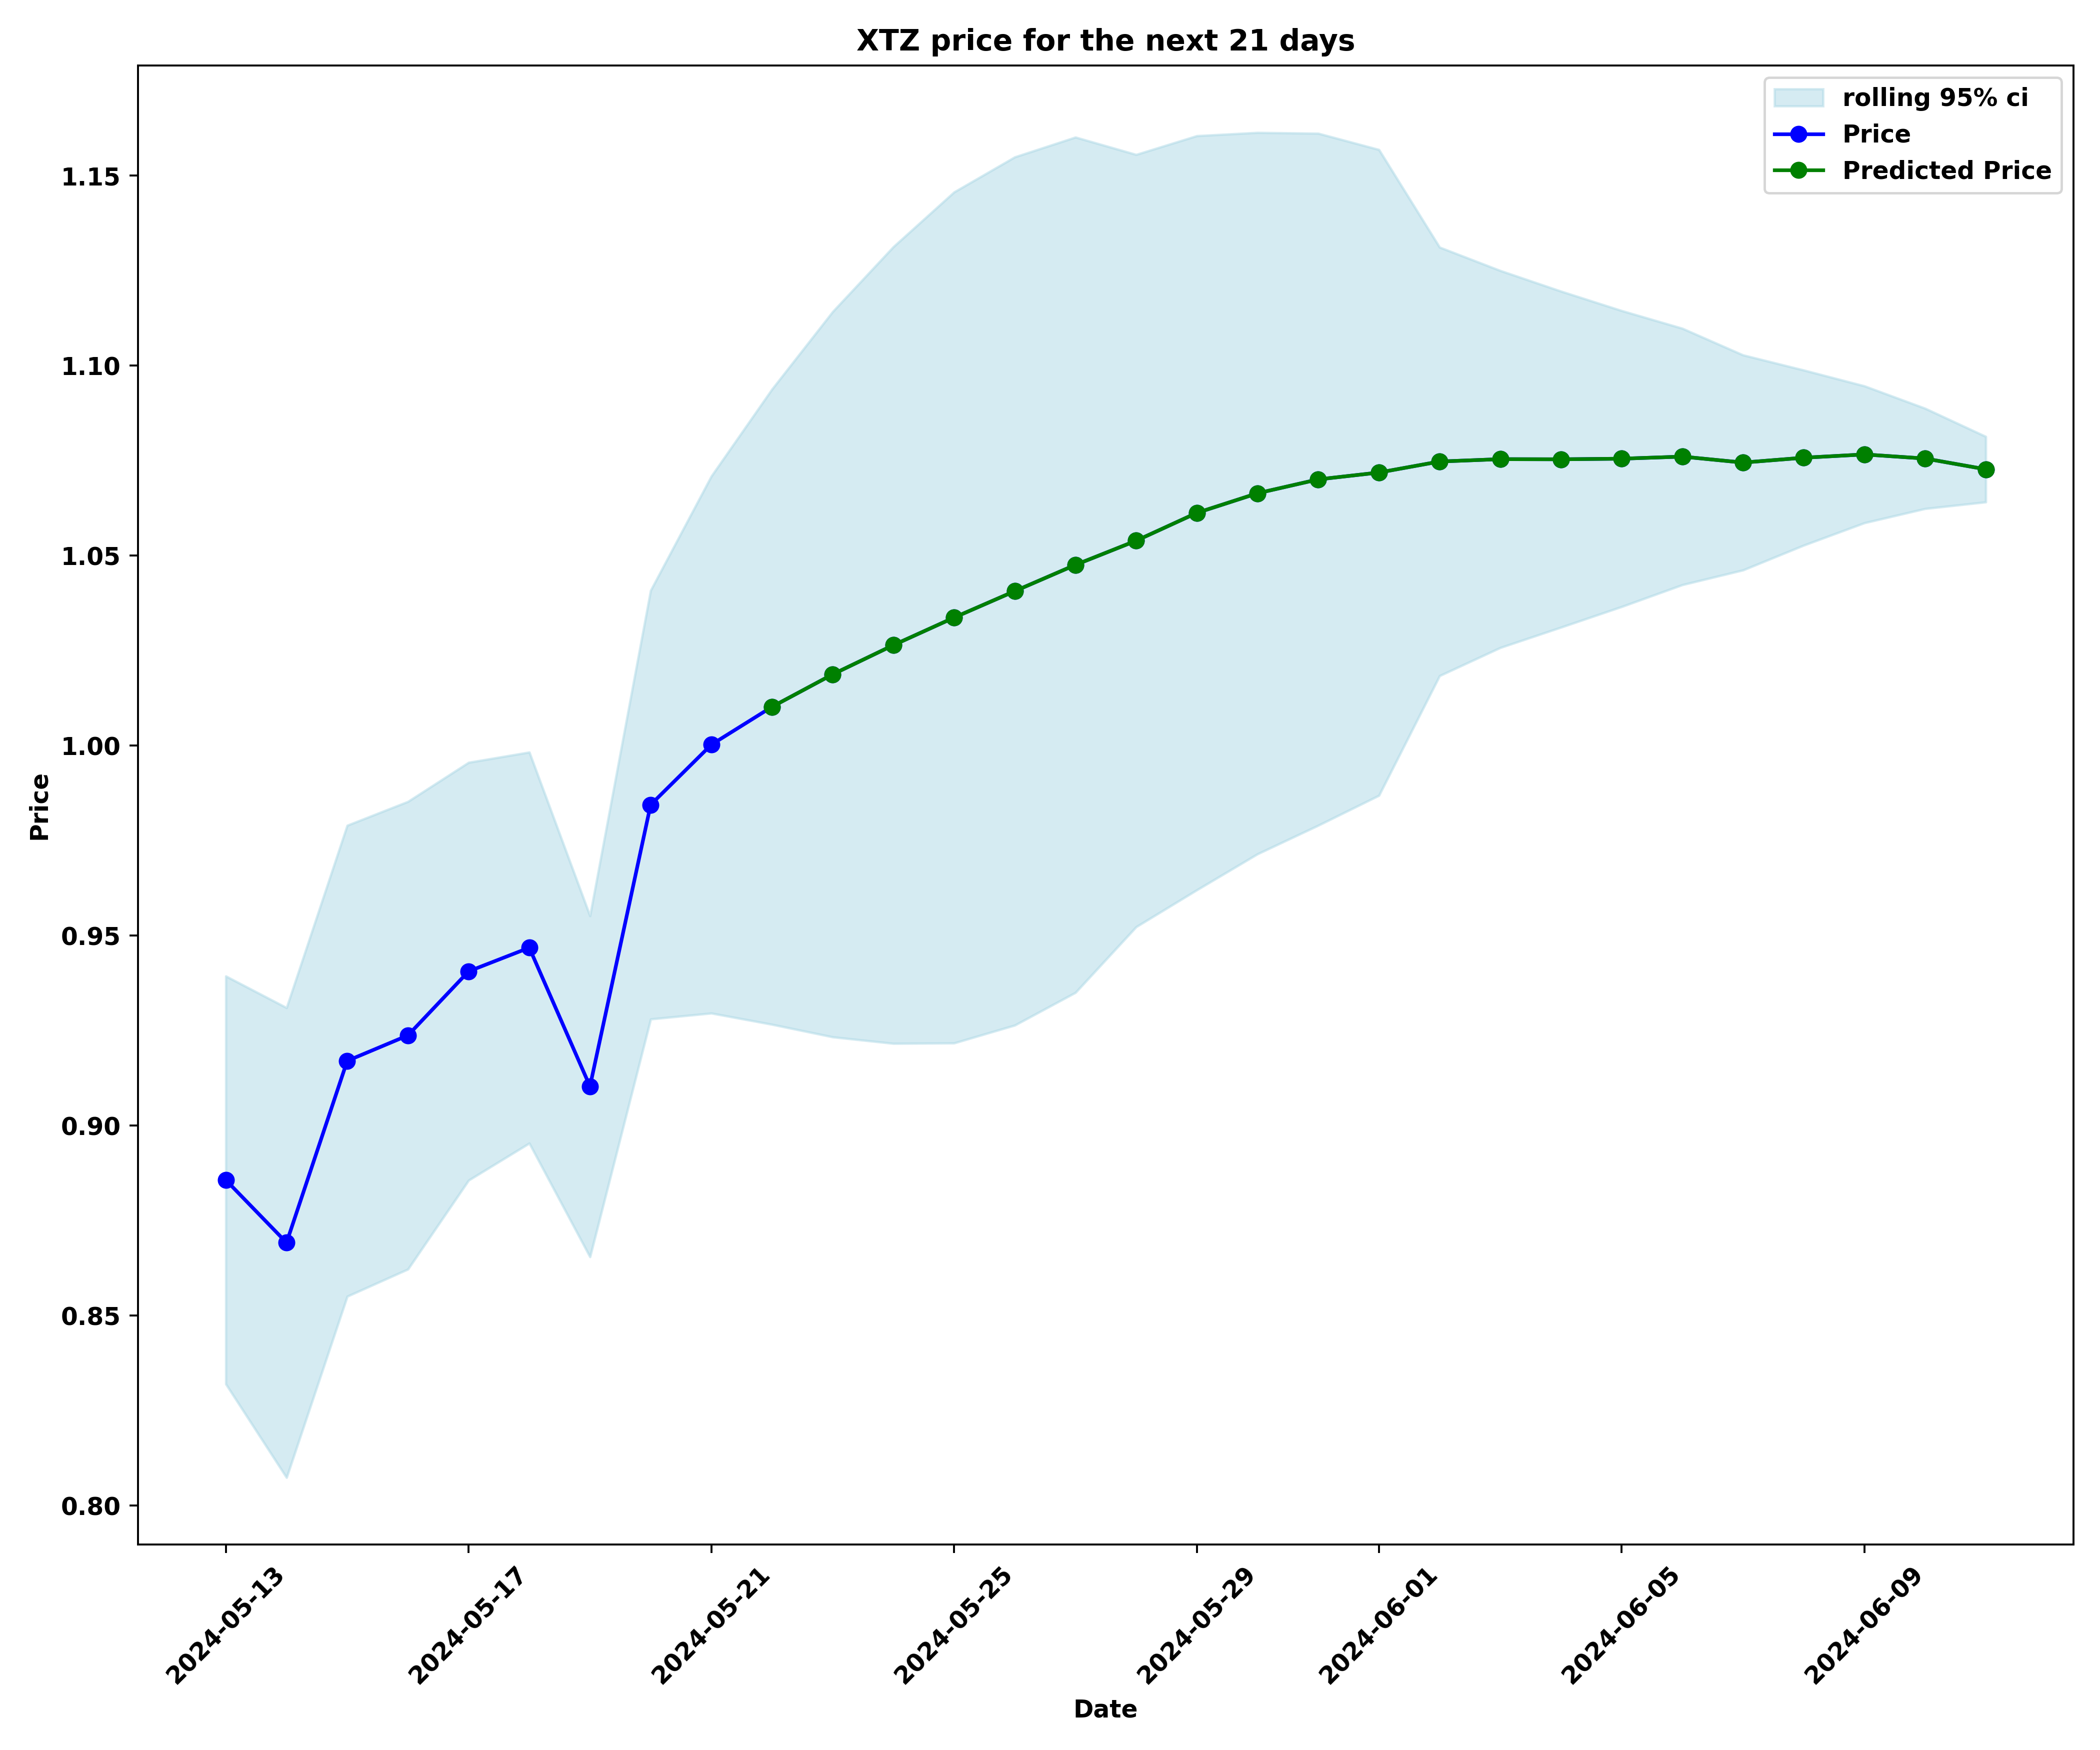 XTZ price for the next 21 days
rolling 95% ci
Price
Predicted Price
1.15
1.10
1.05
1.00
0.95
0.90
0.85
0.80
Price
2024-05-13
2024-05-17
2024-05-21
2024-05-25
2024-05-29
2024-06-01
2024-06-05
2024-06-09
Date